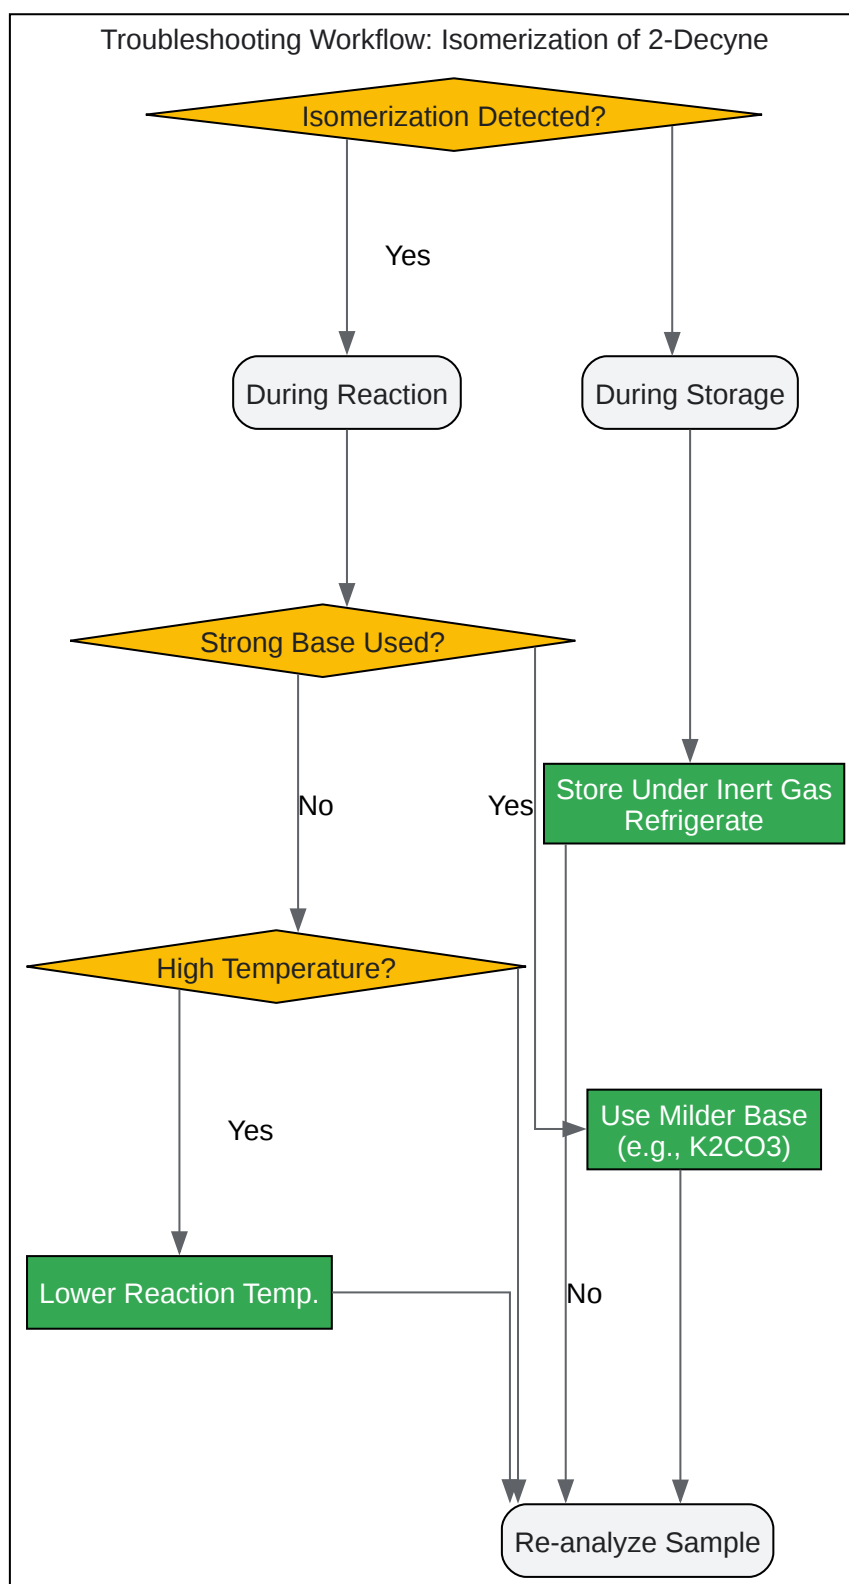 Troubleshooting Workflow: Isomerization of 2-Decyne
Isomerization Detected?
Yes
During Reaction
During Storage
Strong Base Used?
No
Yes
Store Under Inert Gas
Refrigerate
High Temperature?
Yes
Use Milder Base
(e.g., K2CO3)
Lower Reaction Temp.
No
Re-analyze Sample